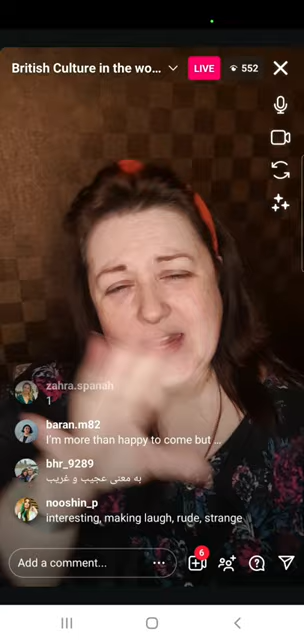 British Culture in the wo...
LIVE
552
zahra.spanah
1
baran.m82
I'm more than happy to come but ...
bhr_9289
به معنی عجیب و غریب
nooshin_p
interesting, making laugh, rude, strange
6
Add a comment...